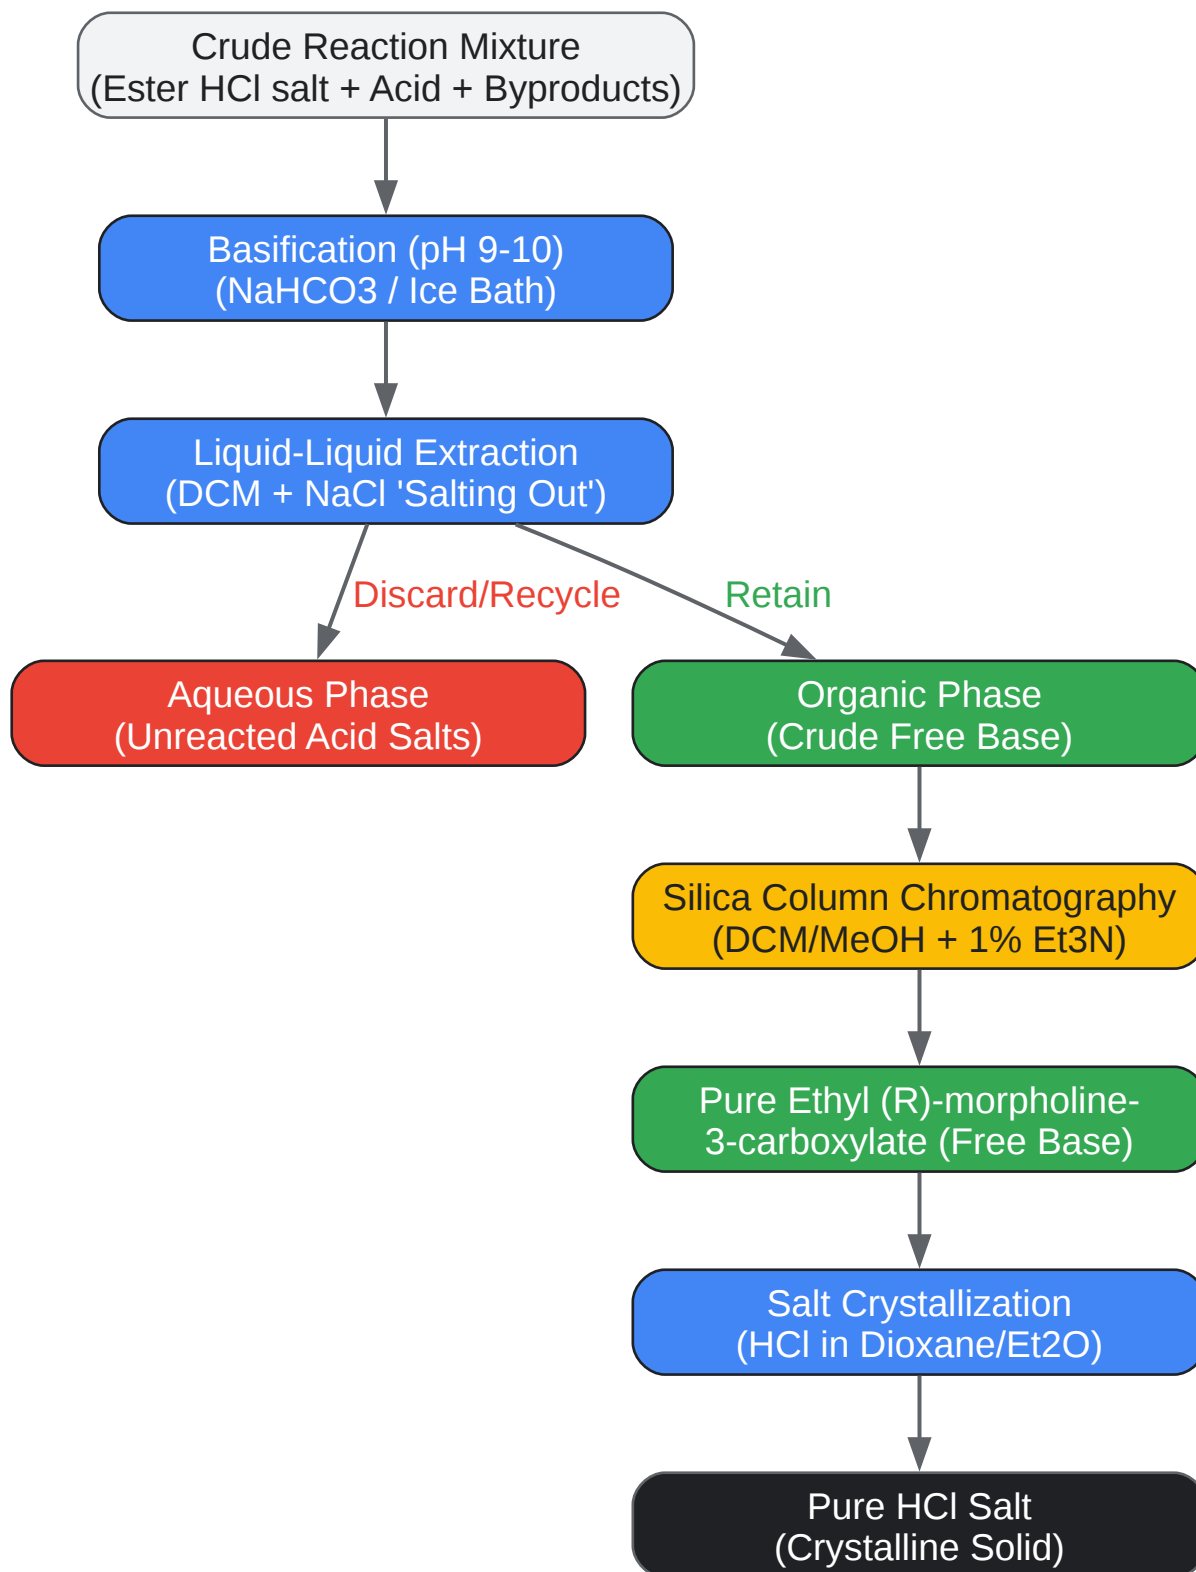 Crude Reaction Mixture
(Ester HCl salt + Acid + Byproducts)
Basification (pH 9-10)
(NaHCO3 / Ice Bath)
Liquid-Liquid Extraction
(DCM + NaCl 'Salting Out')
Discard/Recycle
Retain
Aqueous Phase
(Unreacted Acid Salts)
Organic Phase
(Crude Free Base)
Silica Column Chromatography
(DCM/MeOH + 1% Et3N)
Pure Ethyl (R)-morpholine-
3-carboxylate (Free Base)
Salt Crystallization
(HCl in Dioxane/Et2O)
Pure HCl Salt
(Crystalline Solid)